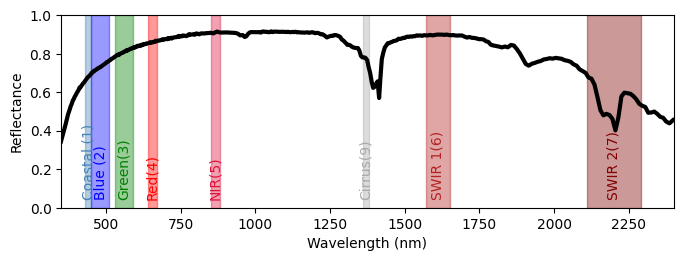 1.0
0.8
0.6
0.4
0.2
0.0
Reflectance
Coastal (1)
Blue (2)
Green(3)
Red(4)
NIR(5)
Cirrus(9)
SWIR 1(6)
SWIR 2(7)
500 750 1000 1250 1500 1750 2000 2250
Wavelength (nm)